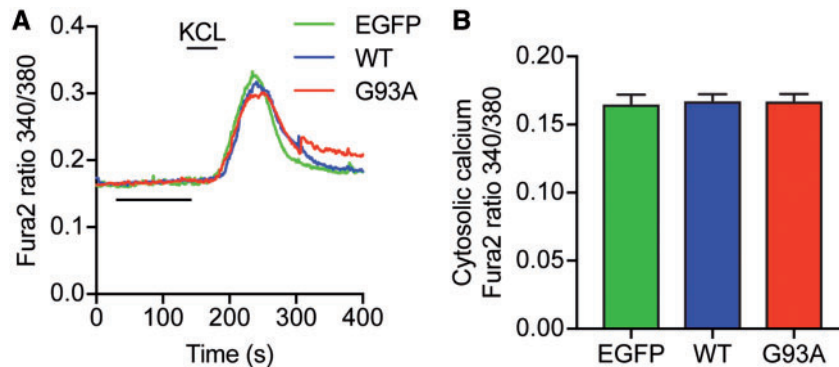 A
KCL
EGFP
WT
G93A
Fura2 ratio 340/380
0.4
0.3
0.2
0.1
0.0
0 100 200 300 400
Time (s)
B
Cytosolic calcium
Fura2 ratio 340/380
0.20
0.15
0.10
0.05
0.00
EGFP WT G93A